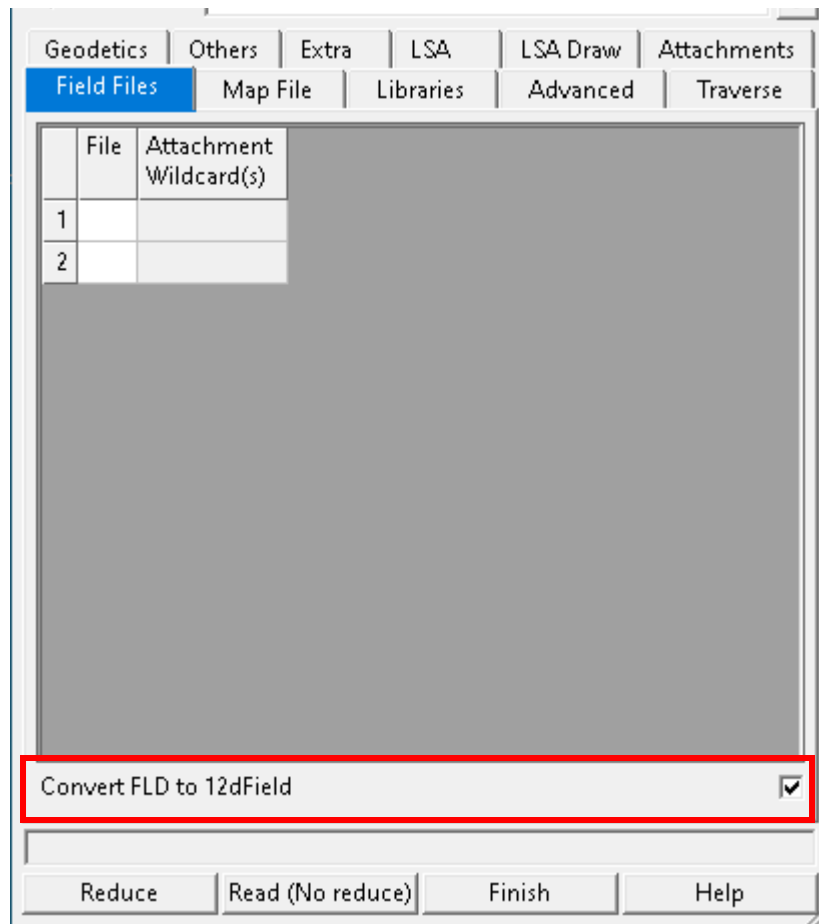 Geodetics Others Extra LSA LSA Draw Attachments
Field Files Map File Libraries Advanced Traverse
File Attachment
Wildcard(s)
1
2
Convert FLD to 12dField
Reduce Read (No reduce) Finish Help